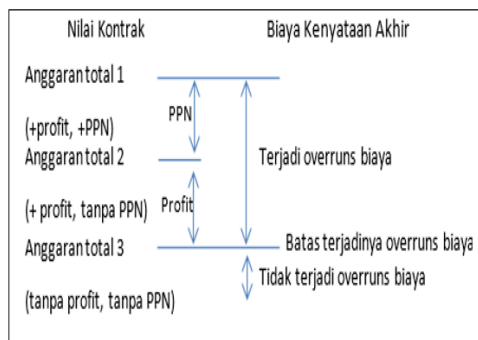 Nilai Kontrak
Biaya Kenyataan Akhir
Anggaran total 1
(+profit, +PPN)
PPN
Anggaran total 2
Terjadi overruns biaya
(+ profit, tanpa PPN)
Profit
Anggaran total 3
Batas terjadinya overruns biaya
Tidak terjadi overruns biaya
(tanpa profit, tanpa PPN)